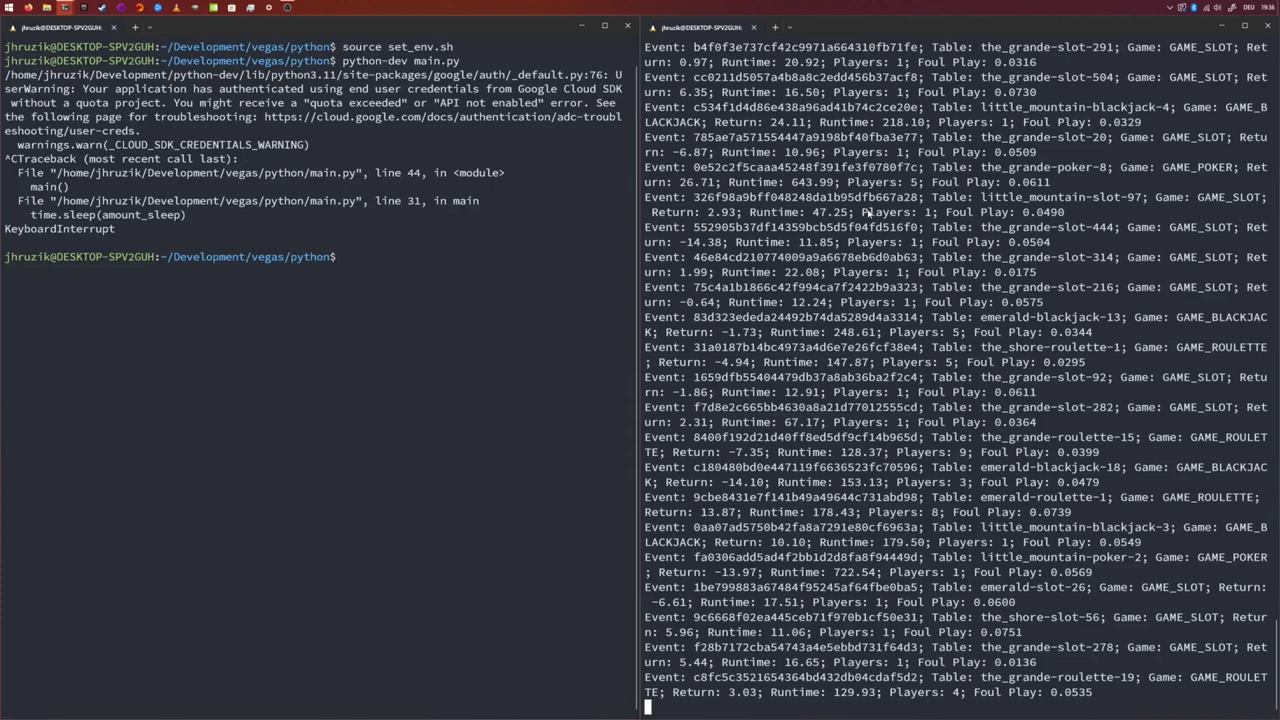 DEU
19:36
jhruzik@DESKTOP-SPV2GUH: ~/
jhruzik@DESKTOP-SPV2GUH:~/Development/vegas/python$ source set_env.sh
jhruzik@DESKTOP-SPV2GUH:~/Development/vegas/python$ python-dev main.py
/home/jhruzik/Development/python-dev/lib/python3.11/site-packages/google/auth/_default.py:76: U
serWarning: Your application has authenticated using end user credentials from Google Cloud SDK
 without a quota project. You might receive a "quota exceeded" or "API not enabled" error. See
the following page for troubleshooting: https://cloud.google.com/docs/authentication/adc-troubl
eshooting/user-creds.
  warnings.warn(_CLOUD_SDK_CREDENTIALS_WARNING)
^CTraceback (most recent call last):
  File "/home/jhruzik/Development/vegas/python/main.py", line 44, in <module>
    main()
  File "/home/jhruzik/Development/vegas/python/main.py", line 31, in main
    time.sleep(amount_sleep)
KeyboardInterrupt
jhruzik@DESKTOP-SPV2GUH:~/Development/vegas/python$
jhruzik@DESKTOP-SPV2GUH: ~/
Event: b4f0f3e737cf42c9971a664310fb71fe; Table: the_grande-slot-291; Game: GAME_SLOT; Ret
urn: 0.97; Runtime: 20.92; Players: 1; Foul Play: 0.0316
Event: cc0211d5057a4b8a8c2edd456b37acf8; Table: the_grande-slot-504; Game: GAME_SLOT; Ret
urn: 6.35; Runtime: 16.50; Players: 1; Foul Play: 0.0730
Event: c534f1d4d86e438a96ad41b74c2ce20e; Table: little_mountain-blackjack-4; Game: GAME_B
LACKJACK; Return: 24.11; Runtime: 218.10; Players: 1; Foul Play: 0.0329
Event: 785ae7a571554447a9198bf40fba3e77; Table: the_grande-slot-20; Game: GAME_SLOT; Retu
rn: -6.87; Runtime: 10.96; Players: 1; Foul Play: 0.0509
Event: 0e52c2f5caaa45248f391fe3f0780f7c; Table: the_grande-poker-8; Game: GAME_POKER; Ret
urn: 26.71; Runtime: 643.99; Players: 5; Foul Play: 0.0611
Event: 326f98a9bff048248da1b95dfb667a28; Table: little_mountain-slot-97; Game: GAME_SLOT;
 Return: 2.93; Runtime: 47.25; Players: 1; Foul Play: 0.0490
Event: 552905b37df14359bcb5d5f04fd516f0; Table: the_grande-slot-444; Game: GAME_SLOT; Ret
urn: -14.38; Runtime: 11.85; Players: 1; Foul Play: 0.0504
Event: 46e84cd210774009a9a6678eb6d0ab63; Table: the_grande-slot-314; Game: GAME_SLOT; Ret
urn: 1.99; Runtime: 22.08; Players: 1; Foul Play: 0.0175
Event: 75c4a1b1866c42f994ca7f2422b9a323; Table: the_grande-slot-216; Game: GAME_SLOT; Ret
urn: -0.64; Runtime: 12.24; Players: 1; Foul Play: 0.0575
Event: 83d323ededa24492b74da5289d4a3314; Table: emerald-blackjack-13; Game: GAME_BLACKJAC
K; Return: -1.73; Runtime: 248.61; Players: 5; Foul Play: 0.0344
Event: 31a0187b14bc4973a4d6e7e26fcf38e4; Table: the_shore-roulette-1; Game: GAME_ROULETTE
; Return: -4.94; Runtime: 147.87; Players: 5; Foul Play: 0.0295
Event: 1659dfb55404479db37a8ab36ba2f2c4; Table: the_grande-slot-92; Game: GAME_SLOT; Retu
rn: -1.86; Runtime: 12.91; Players: 1; Foul Play: 0.0611
Event: f7d8e2c665bb4630a8a21d77012555cd; Table: the_grande-slot-282; Game: GAME_SLOT; Ret
urn: 2.31; Runtime: 67.17; Players: 1; Foul Play: 0.0364
Event: 8400f192d21d40ff8ed5df9cf14b965d; Table: the_grande-roulette-15; Game: GAME_ROULET
TE; Return: -7.35; Runtime: 128.37; Players: 9; Foul Play: 0.0399
Event: c180480bd0e447119f6636523fc70596; Table: emerald-blackjack-18; Game: GAME_BLACKJAC
K; Return: -14.10; Runtime: 153.13; Players: 3; Foul Play: 0.0479
Event: 9cbe8431e7f141b49a49644c731abd98; Table: emerald-roulette-1; Game: GAME_ROULETTE;
Return: 13.87; Runtime: 178.43; Players: 8; Foul Play: 0.0739
Event: 0aa07ad5750b42fa8a7291e80cf6963a; Table: little_mountain-blackjack-3; Game: GAME_B
LACKJACK; Return: 10.10; Runtime: 179.50; Players: 1; Foul Play: 0.0549
Event: fa0306add5ad4f2bb1d2d8fa8f94449d; Table: little_mountain-poker-2; Game: GAME_POKER
; Return: -13.97; Runtime: 722.54; Players: 1; Foul Play: 0.0569
Event: 1be799883a67484f95245af64fbe0ba5; Table: emerald-slot-26; Game: GAME_SLOT; Return:
 -6.61; Runtime: 17.51; Players: 1; Foul Play: 0.0600
Event: 9c6668f02ea445ceb71f970b1cf50e31; Table: the_shore-slot-56; Game: GAME_SLOT; Retur
n: 5.96; Runtime: 11.06; Players: 1; Foul Play: 0.0751
Event: f28b7172cba54743a4e5ebbd731f64d3; Table: the_grande-slot-278; Game: GAME_SLOT; Ret
urn: 5.44; Runtime: 16.65; Players: 1; Foul Play: 0.0136
Event: c8fc5c3521654364bd432db04cdaf5d2; Table: the_grande-roulette-19; Game: GAME_ROULET
TE; Return: 3.03; Runtime: 129.93; Players: 4; Foul Play: 0.0535